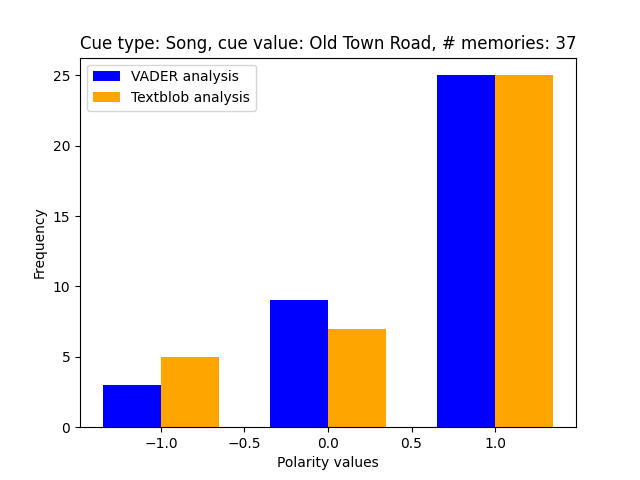 Cue type: Song, cue value: Old Town Road, # memories: 37
VADER analysis
Textblob analysis
25
20
15
10
5
0
Frequency
−1.0
−0.5
0.0
0.5
1.0
Polarity values